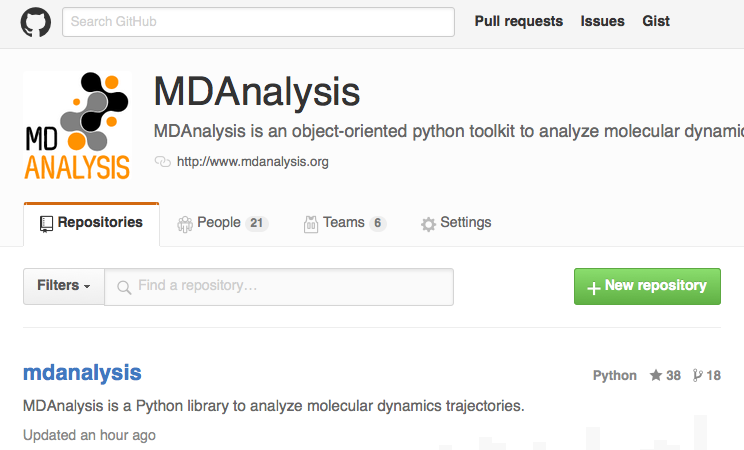 Search GitHub
Pull requests Issues Gist
MDAnalysis
MD
ANALYSIS
MDAnalysis is an object-oriented python toolkit to analyze molecular
http://www.mdanalysis.org
Repositories People 21 Teams 6 Settings
Filters Find a repository… New repository
mdanalysis
Python 38 18
MDAnalysis is a Python library to analyze molecular dynamics trajectories.
Updated an hour ago